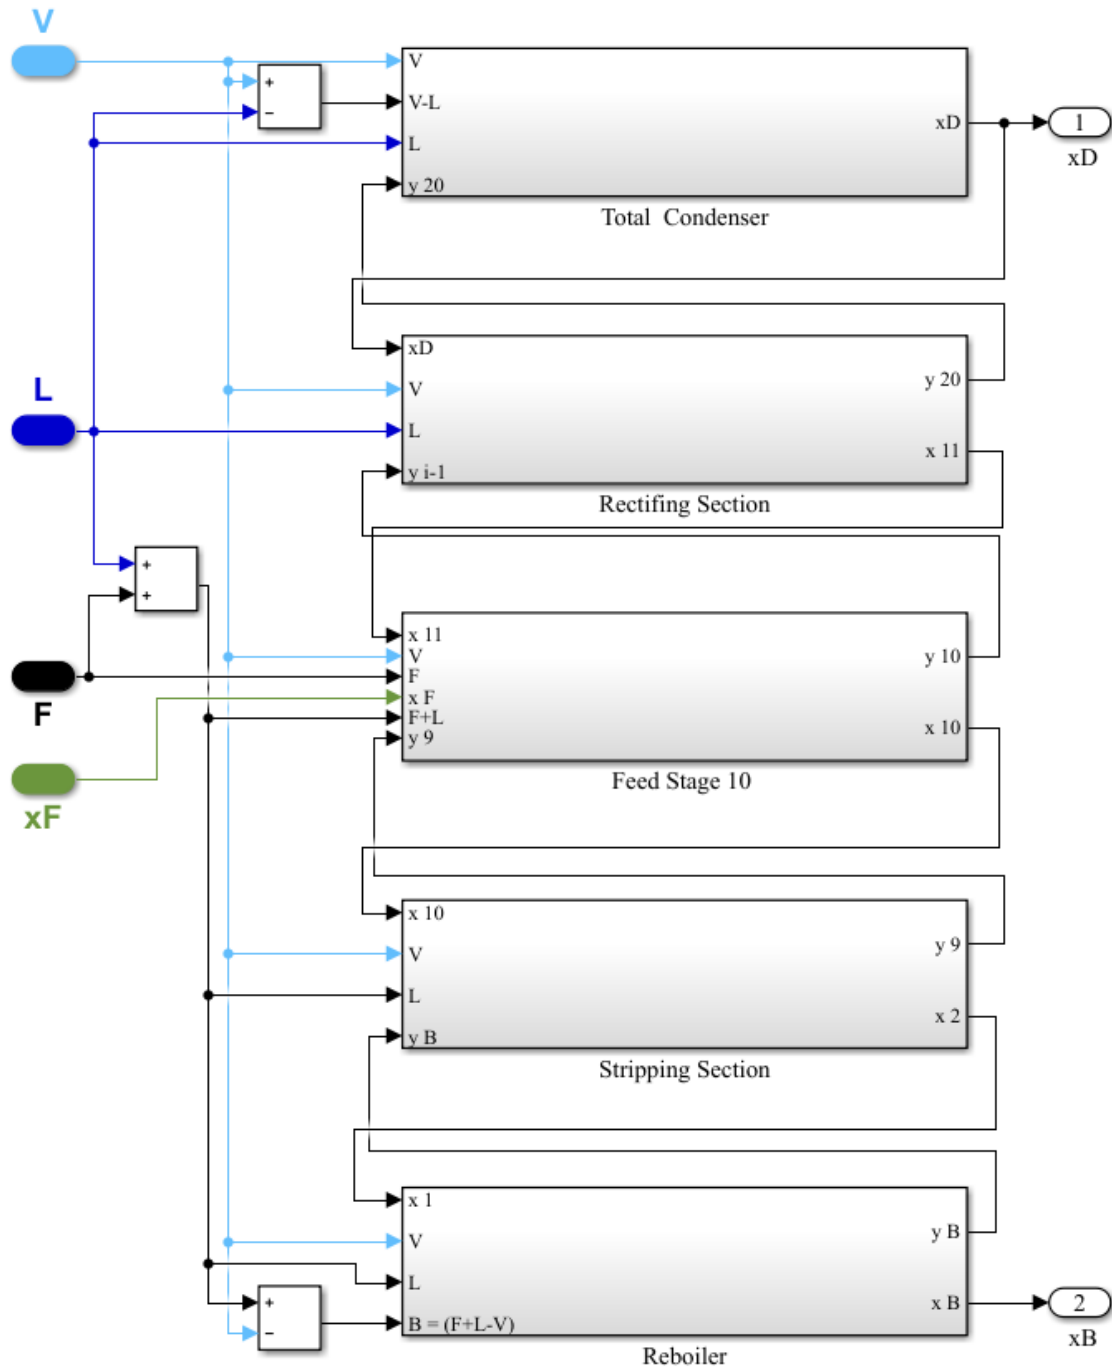 V
+
−
V
V-L
L
y 20
xD
Total Condenser
1
xD
L
xD
V
L
y i-1
y 20
x 11
Rectifing Section
+
+
F
xF
x 11
V
F
x F
F+L
y 9
y 10
x 10
Feed Stage 10
x 10
V
L
y B
y 9
x 2
Stripping Section
x 1
V
L
B = (F+L-V)
y B
x B
+
−
Reboiler
2
xB